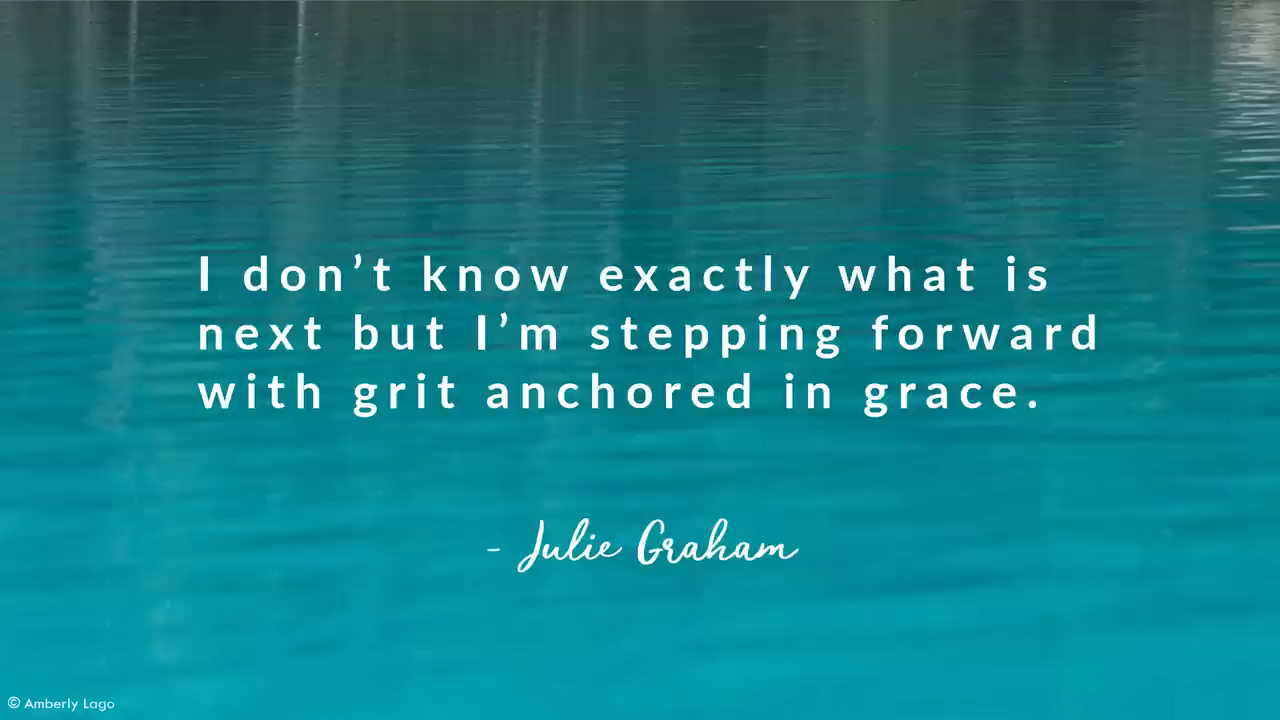 I don’t know exactly what is
next but I’m stepping forward
with grit anchored in grace.
- Julie Graham
© Amberly Lago